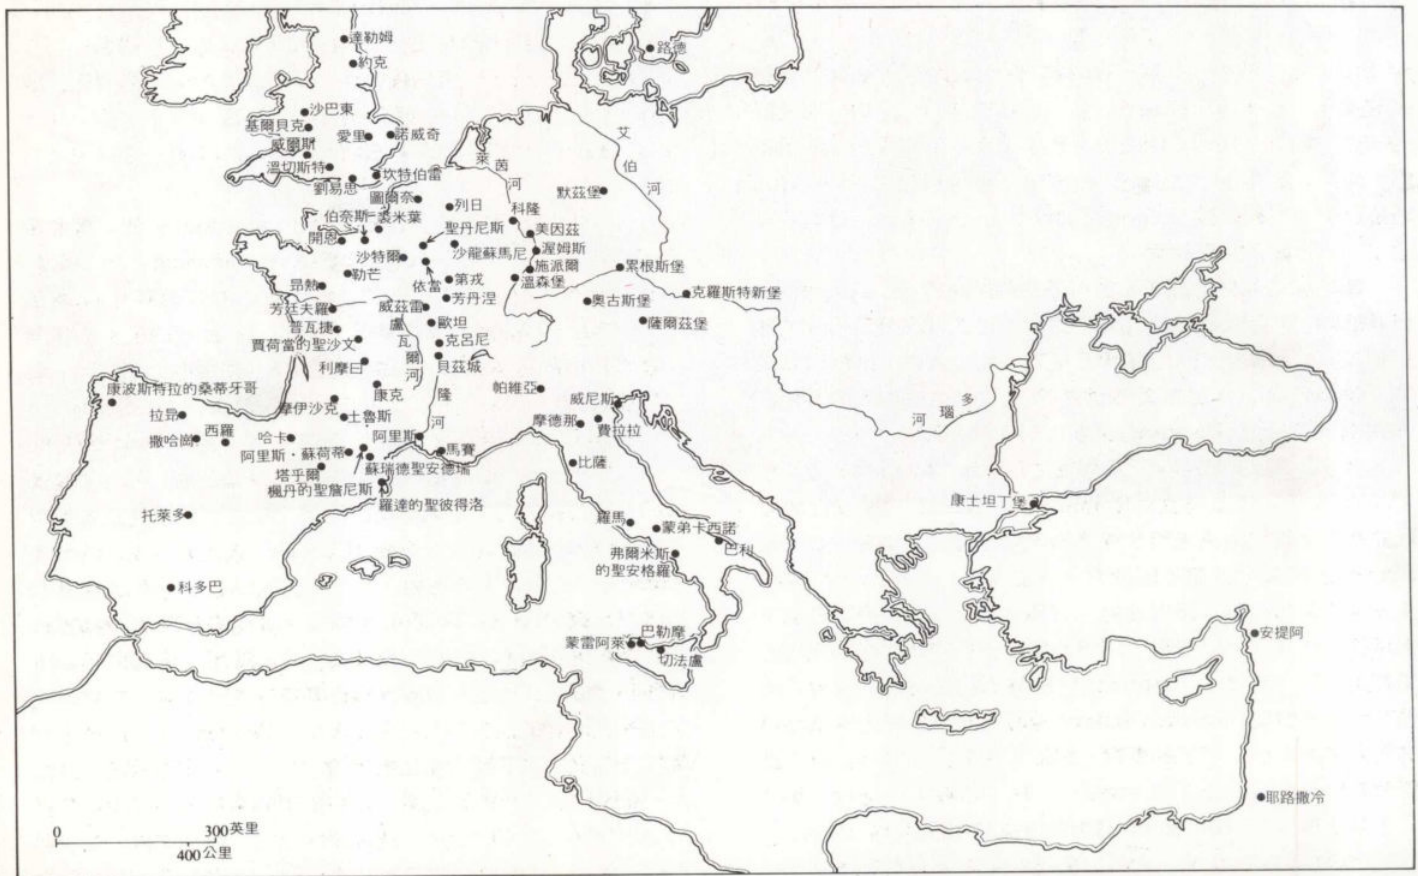 達勒姆
約克
路德
沙巴東
基爾貝克
愛里
諾威奇
威爾斯
溫切斯特
坎特伯雷
劉易思
圖爾奈
列日
萊茵河
艾伯河
默茲堡
科隆
伯奈斯
裘米葉
聖丹尼斯
美因茲
開恩
沙特爾
沙龍蘇馬尼
渥姆斯
勒芒
施派爾
累根斯堡
昂熱
依當
第戎
溫森堡
克羅斯特新堡
芳廷夫羅
威茲雷
芳丹涅
奧古斯堡
普瓦捷
盧瓦爾河
歐坦
薩爾茲堡
賈荷當的聖沙文
克呂尼
利摩日
貝茲城
康波斯特拉的桑蒂牙哥
康克
隆河
帕維亞
威尼斯
多瑙河
拉昂
摩伊沙克
土魯斯
摩德那
費拉拉
撒哈崗
西羅
哈卡
阿里斯
馬賽
阿里斯·蘇荷蒂
蘇瑞德聖安德瑞
比薩
塔乎爾
楓丹的聖詹尼斯
羅達的聖彼得洛
托萊多
羅馬
蒙弟卡西諾
巴利
康士坦丁堡
弗爾米斯
的聖安格羅
科多巴
蒙雷阿萊
巴勒摩
切法盧
安提阿
耶路撒冷
0 300英里
400公里